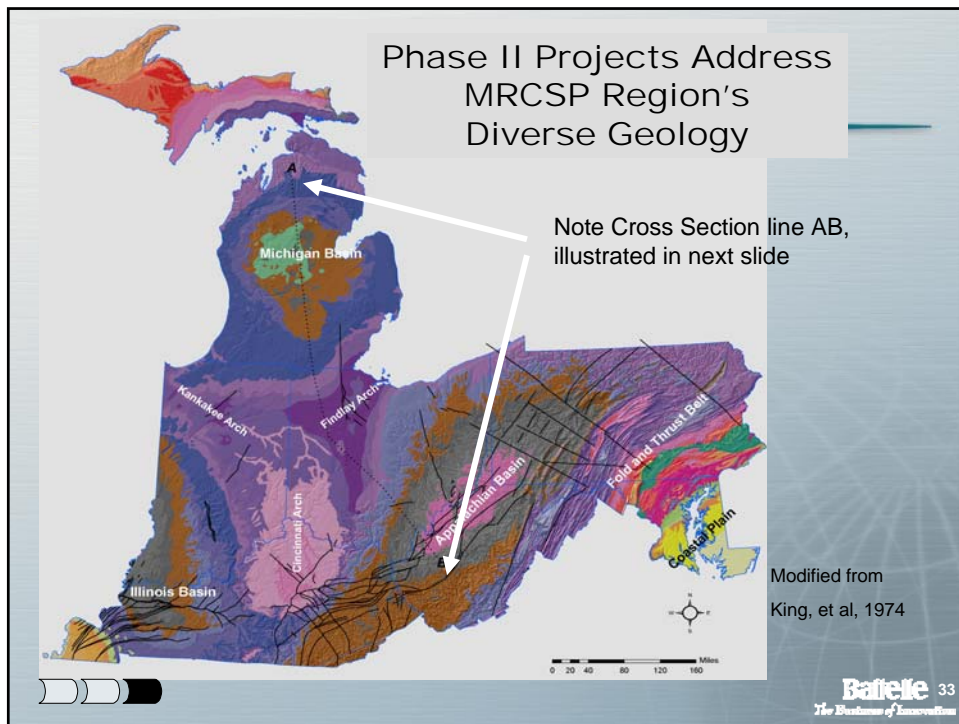 Phase II Projects Address
MRCSP Region's
Diverse Geology
A
Note Cross Section line AB,
illustrated in next slide
Michigan Basin
Kankakee Arch
Findlay Arch
Cincinnati Arch
Appalachian Basin
Fold and Thrust Belt
Coastal Plain
B
Illinois Basin
Modified from
King, et al, 1974
N
W
E
S
Miles
0 20 40 80 120 160
Battelle
The Business of Innovation
33